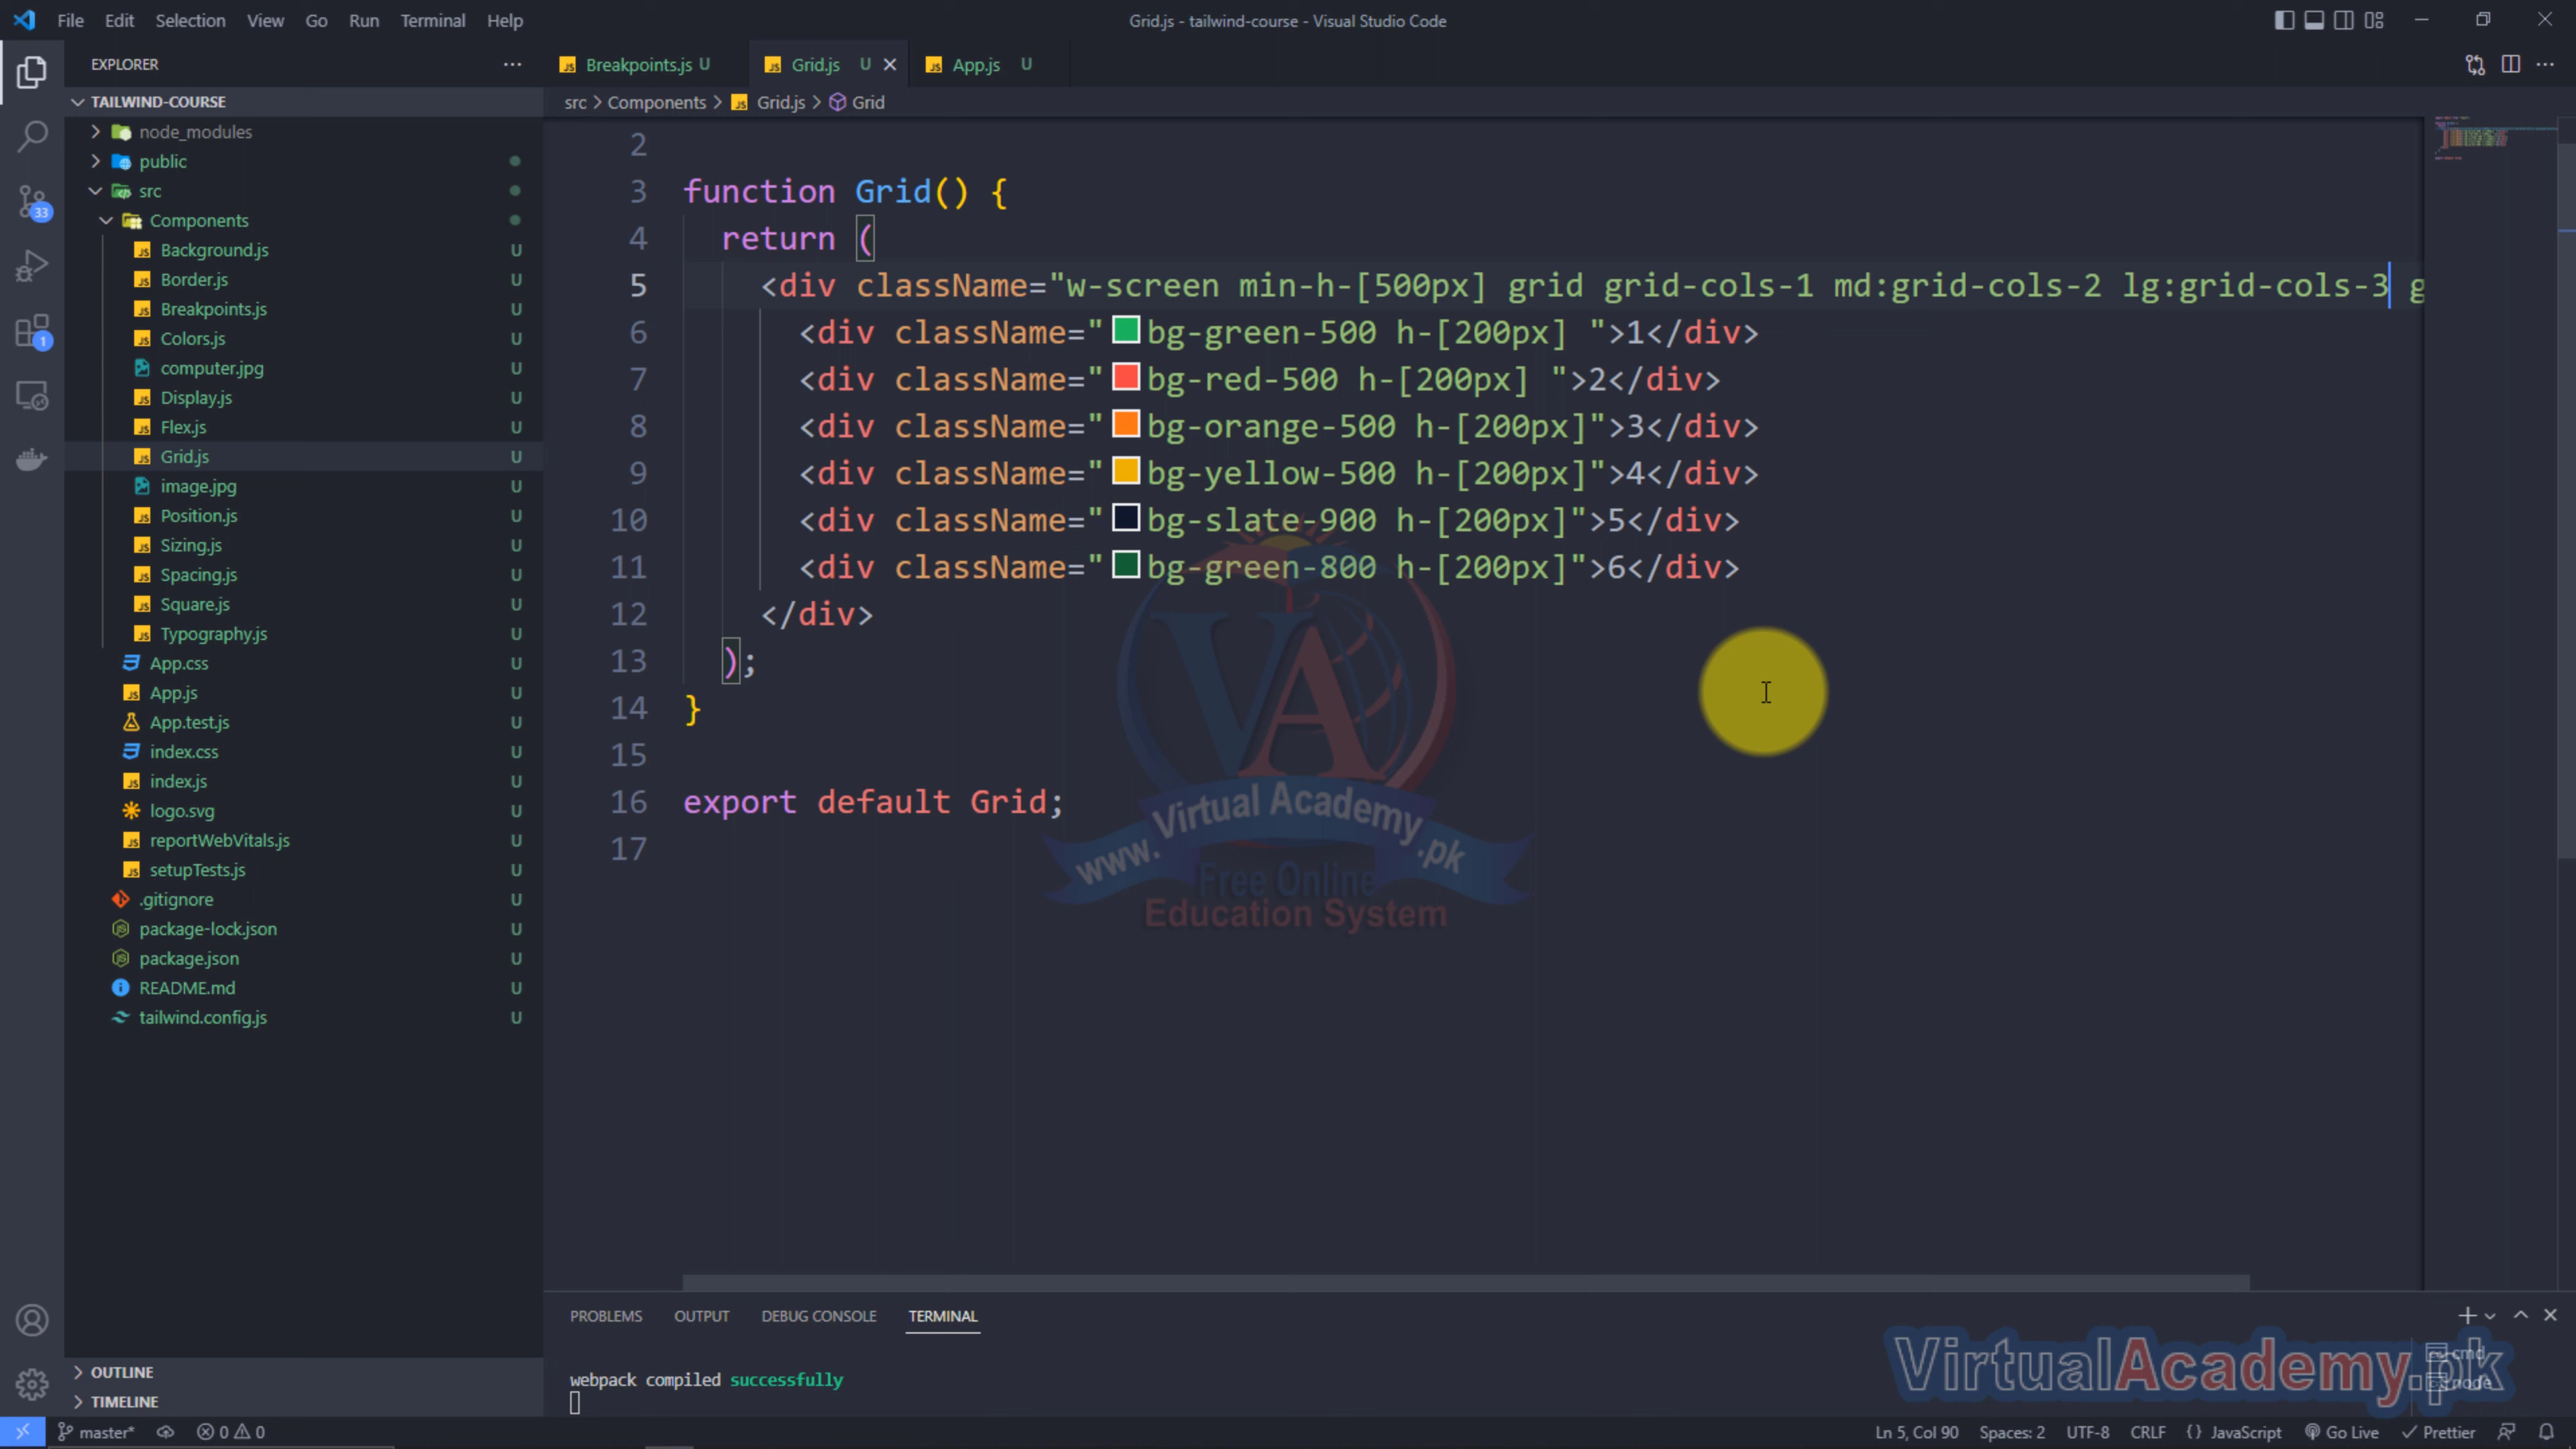 File Edit Selection View Go Run Terminal Help
Grid.js - tailwind-course - Visual Studio Code
EXPLORER
TAILWIND-COURSE
node_modules
public
src
Components
Background.js U
Border.js U
Breakpoints.js U
Colors.js U
computer.jpg U
Display.js U
Flex.js U
Grid.js U
image.jpg U
Position.js U
Sizing.js U
Spacing.js U
Square.js U
Typography.js U
App.css U
App.js U
App.test.js U
index.css U
index.js U
logo.svg U
reportWebVitals.js U
setupTests.js U
.gitignore U
package-lock.json U
package.json U
README.md U
tailwind.config.js U
OUTLINE
TIMELINE
33
1
Breakpoints.js U Grid.js U App.js U
src > Components > Grid.js > Grid
2
3 function Grid() {
4 return (
5 <div className="w-screen min-h-[500px] grid grid-cols-1 md:grid-cols-2 lg:grid-cols-3 g
6 <div className="bg-green-500 h-[200px] ">1</div>
7 <div className="bg-red-500 h-[200px] ">2</div>
8 <div className="bg-orange-500 h-[200px]">3</div>
9 <div className="bg-yellow-500 h-[200px]">4</div>
10 <div className="bg-slate-900 h-[200px]">5</div>
11 <div className="bg-green-800 h-[200px]">6</div>
12 </div>
13 );
14 }
15
16 export default Grid;
17
VA
www.VirtualAcademy.pk
Free Online
Education System
PROBLEMS OUTPUT DEBUG CONSOLE TERMINAL
webpack compiled successfully
cmd
node
VirtualAcademy.pk
master* 0 0 Ln 5, Col 90 Spaces: 2 UTF-8 CRLF {} JavaScript Go Live Prettier